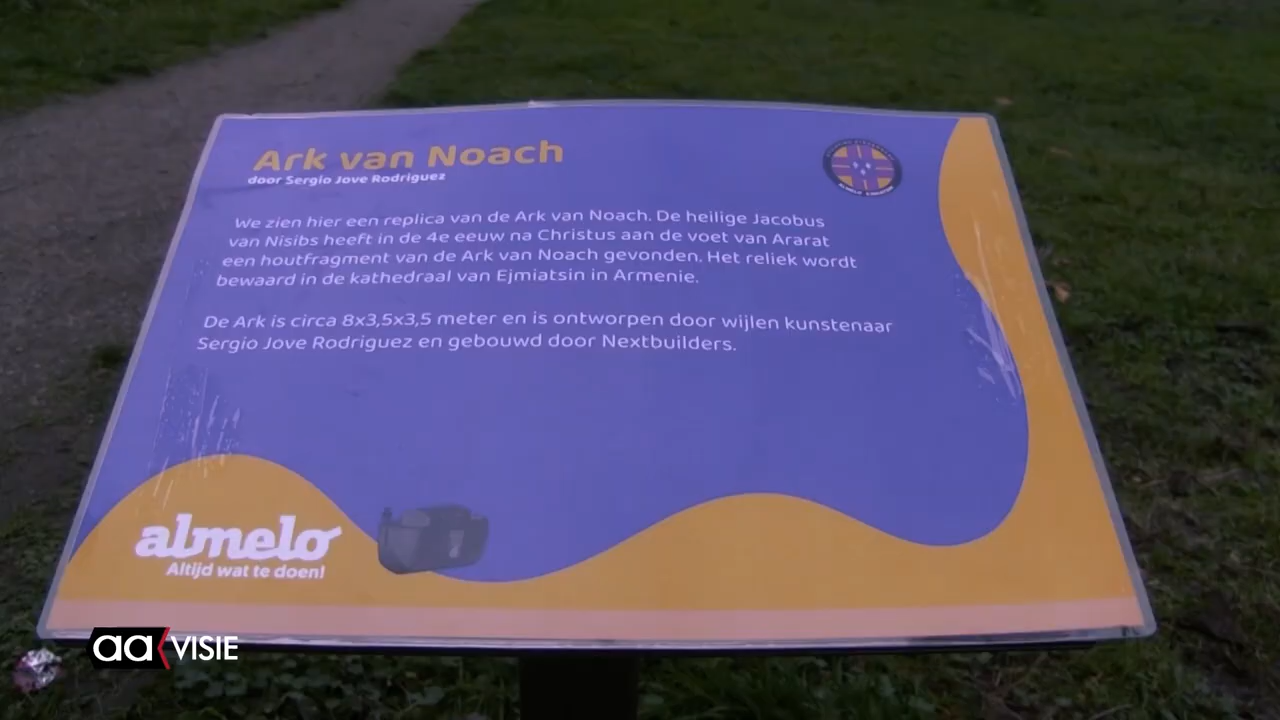 Ark van Noach
door Sergio Jove Rodriguez
We zien hier een replica van de Ark van Noach. De heilige Jacobus
van Nisibs heeft in de 4e eeuw na Christus aan de voet van Ararat
een houtfragment van de Ark van Noach gevonden. Het reliek wordt
bewaard in de kathedraal van Ejmiatsin in Armenie.
De Ark is circa 8x3,5x3,5 meter en is ontworpen door wijlen kunstenaar
Sergio Jove Rodriguez en gebouwd door Nextbuilders.
almelo
Altijd wat te doen!
aa VISIE